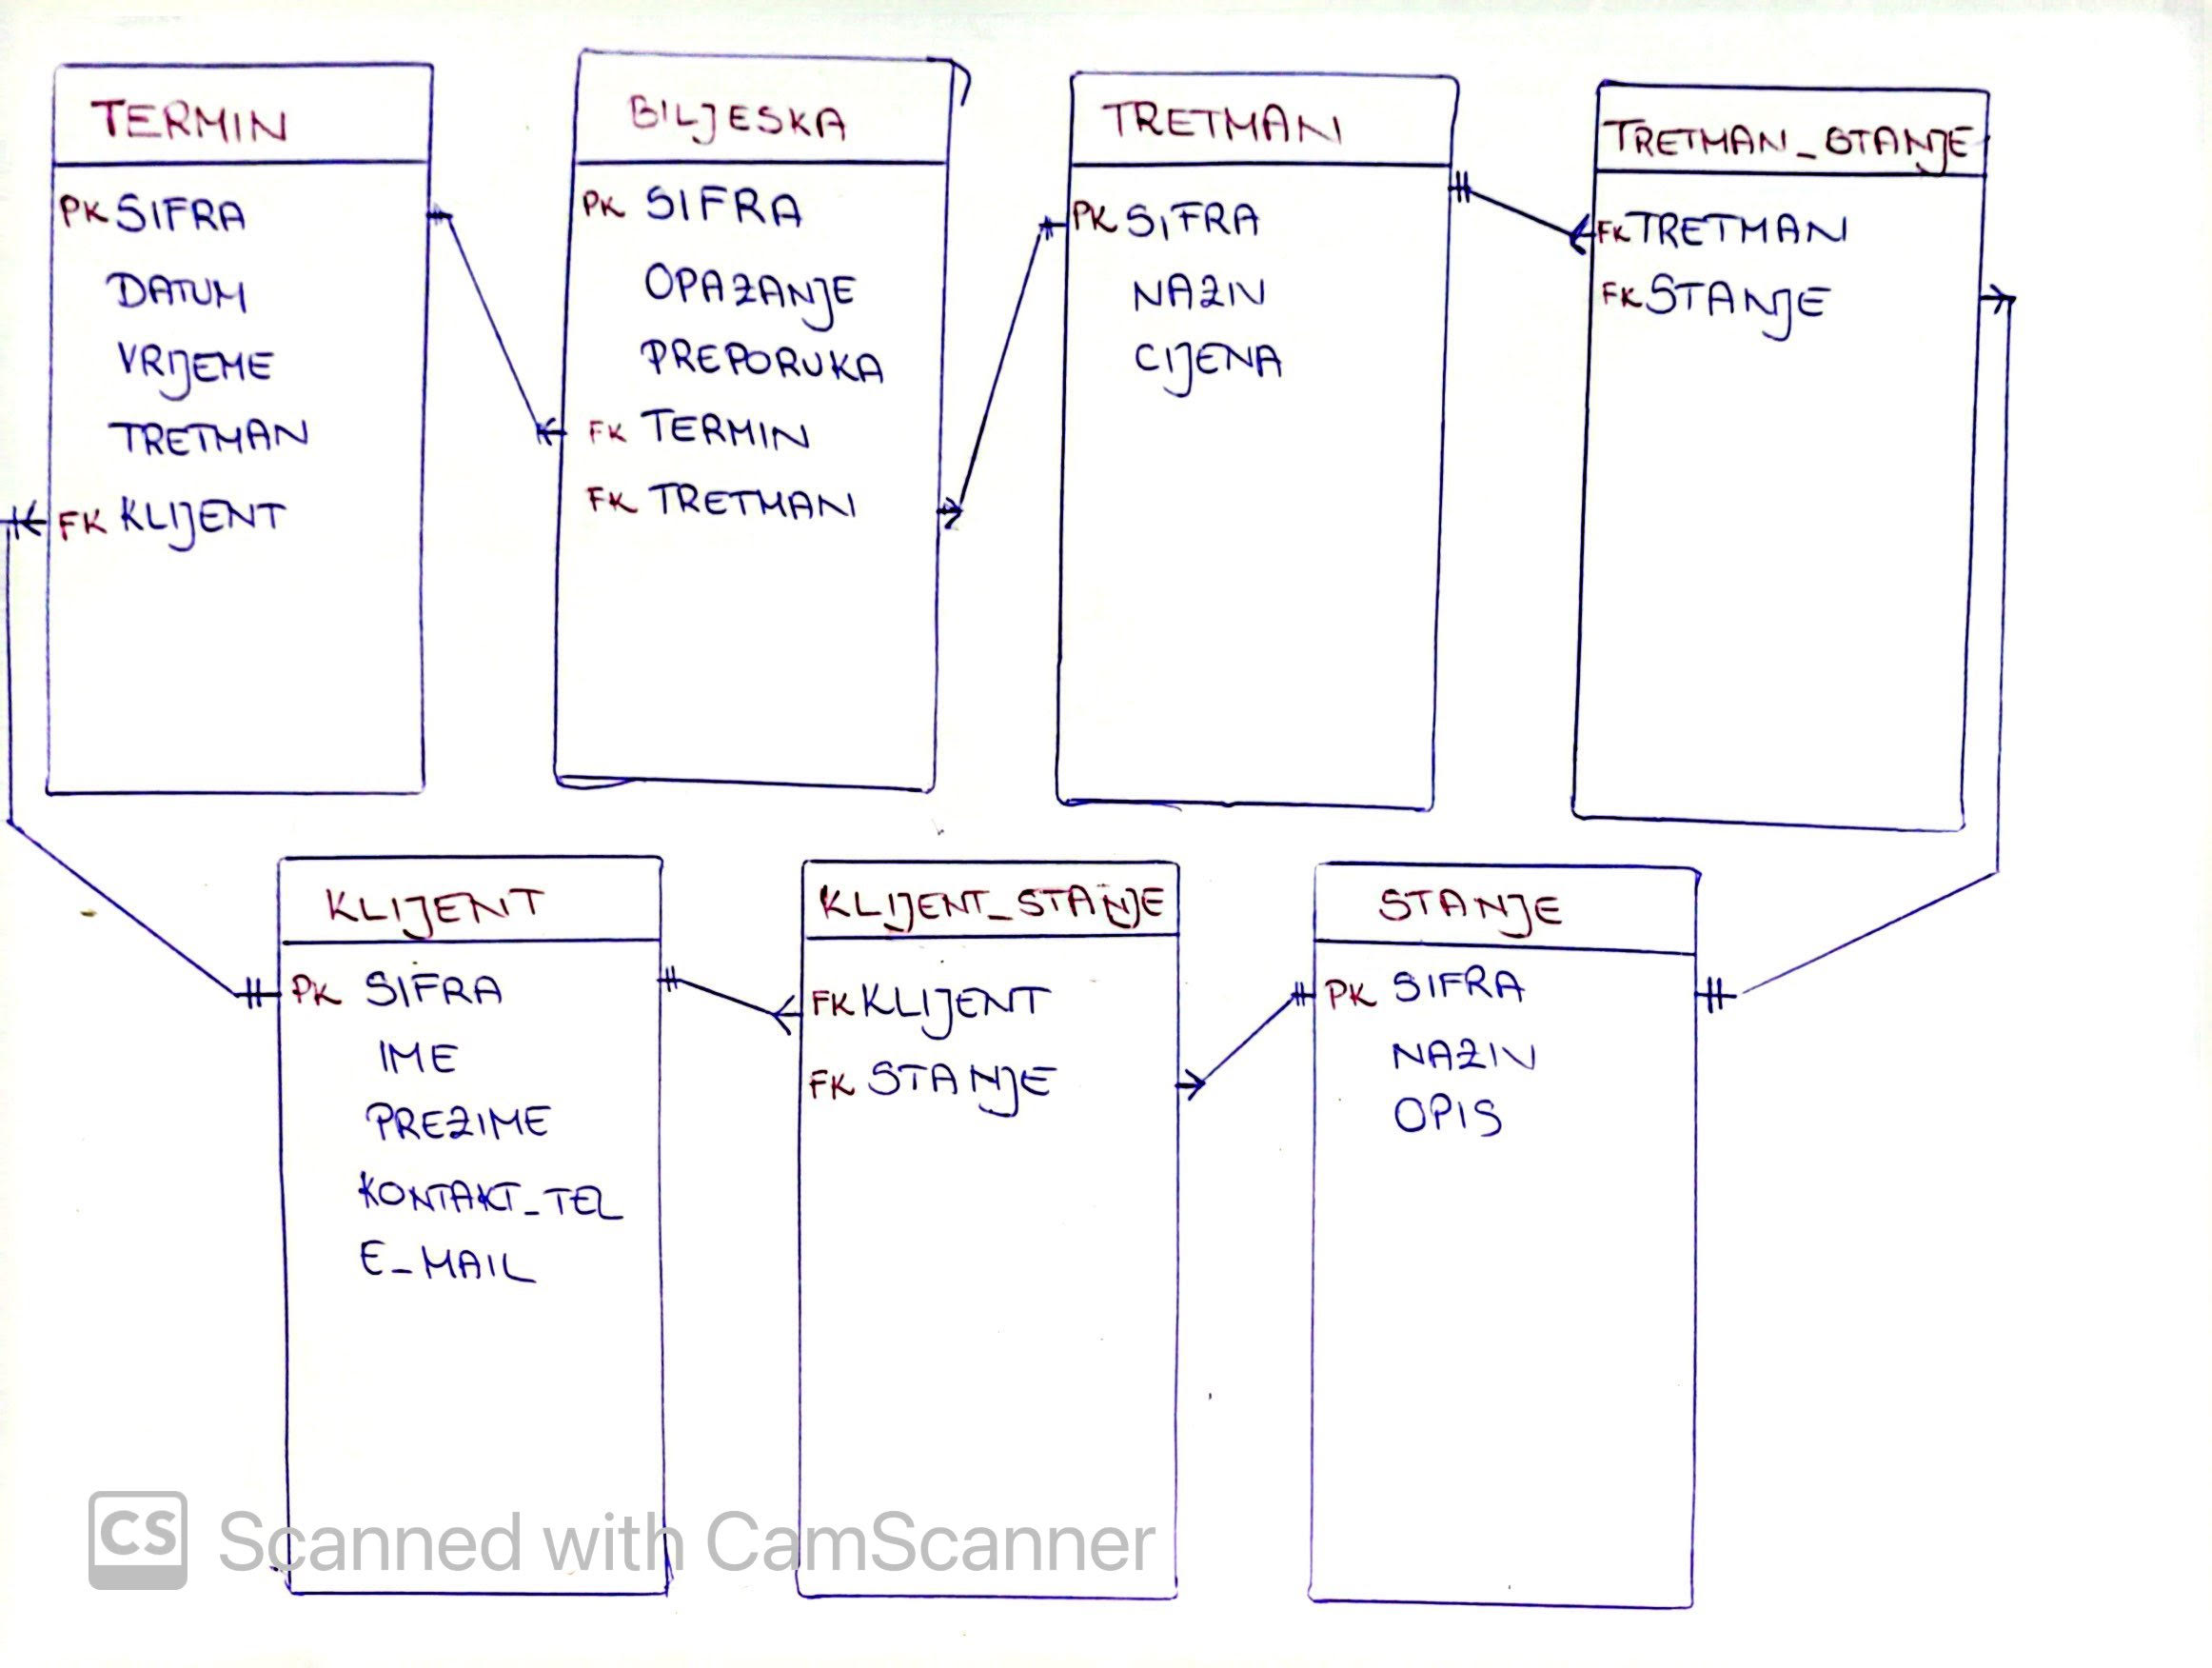 TERMIN
PK SIFRA
DATUM
VRIJEME
TRETMAN
FK KLIJENT
BILJESKA
PK SIFRA
OPAZANJE
PREPORUKA
FK TERMIN
FK TRETMAN
TRETMAN
PK SIFRA
NAZIV
CIJENA
TRETMAN_STANJE
FK TRETMAN
FK STANJE
KLIJENT
PK SIFRA
IME
PREZIME
KONTAKT_TEL
E_MAIL
KLIJENT_STANJE
FK KLIJENT
FK STANJE
STANJE
PK SIFRA
NAZIV
OPIS
CS Scanned with CamScanner